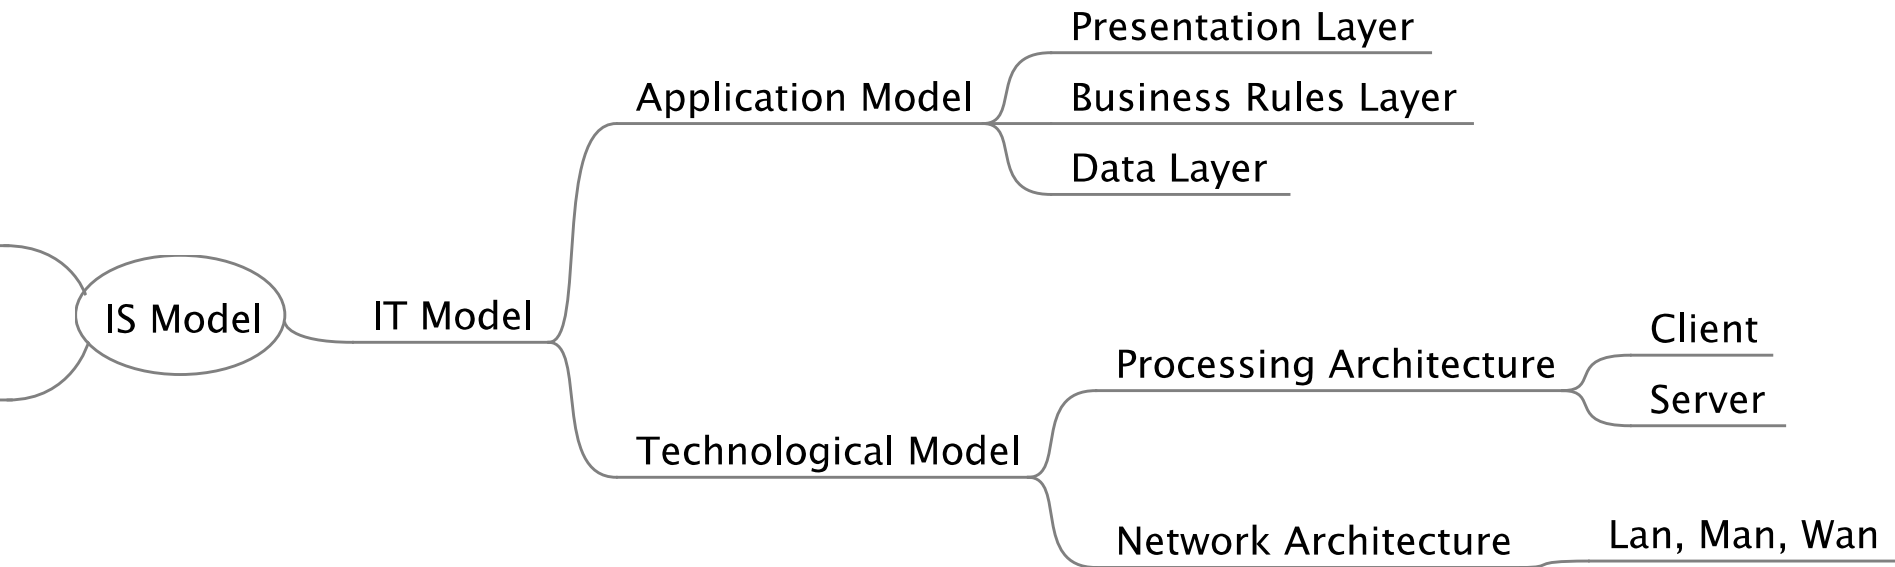 Presentation Layer
Application Model
Business Rules Layer
Data Layer
IS Model
IT Model
Client
Processing Architecture
Server
Technological Model
Network Architecture
Lan, Man, Wan